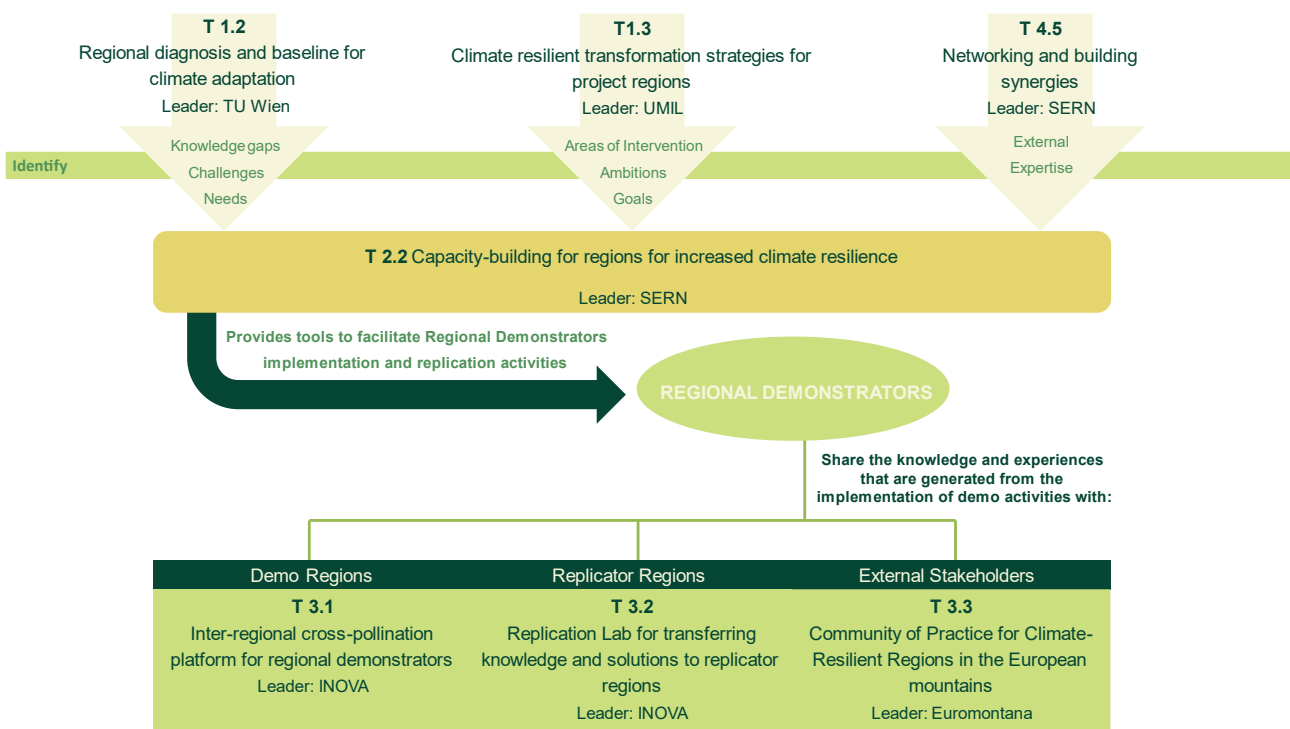 T 1.2
Regional diagnosis and baseline for
climate adaptation
Leader: TU Wien
Knowledge gaps
Challenges
Needs
T1.3
Climate resilient transformation strategies for
project regions
Leader: UMIL
Areas of Intervention
Ambitions
Goals
T 4.5
Networking and building
synergies
Leader: SERN
External
Expertise
Identify
T 2.2 Capacity-building for regions for increased climate resilience
Leader: SERN
Provides tools to facilitate Regional Demonstrators
implementation and replication activities
REGIONAL DEMONSTRATORS
Share the knowledge and experiences
that are generated from the
implementation of demo activities with:
Demo Regions
T 3.1
Inter-regional cross-pollination
platform for regional demonstrators
Leader: INOVA
Replicator Regions
T 3.2
Replication Lab for transferring
knowledge and solutions to replicator
regions
Leader: INOVA
External Stakeholders
T 3.3
Community of Practice for Climate-
Resilient Regions in the European
mountains
Leader: Euromontana